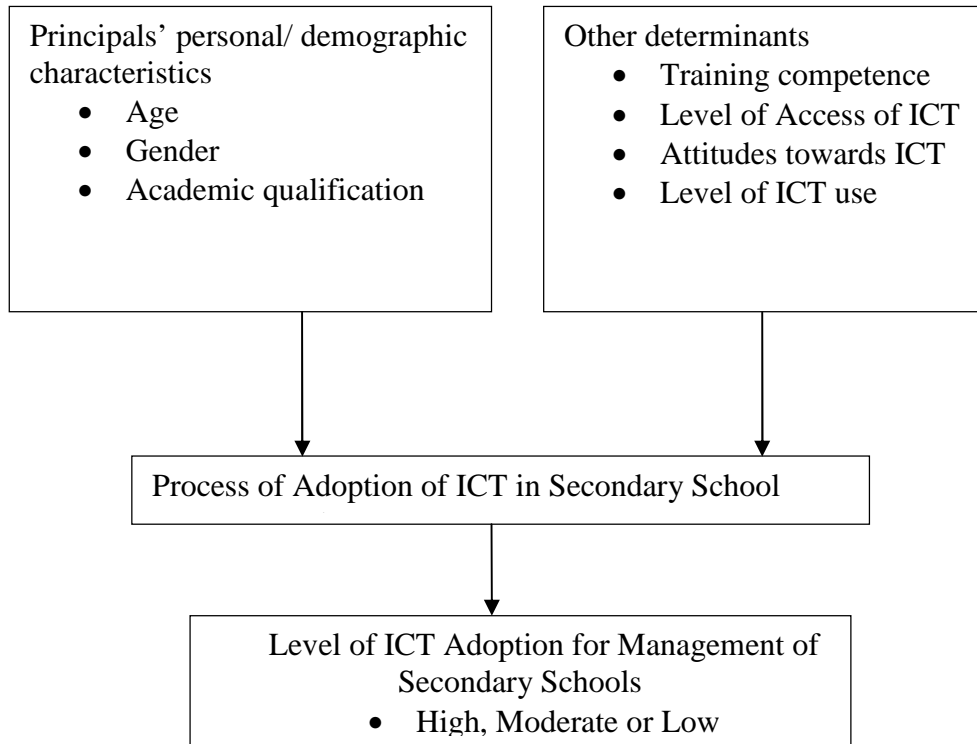 Principals’ personal/ demographic
characteristics
• Age
• Gender
• Academic qualification
Other determinants
• Training competence
• Level of Access of ICT
• Attitudes towards ICT
• Level of ICT use
Process of Adoption of ICT in Secondary School
Level of ICT Adoption for Management of
Secondary Schools
• High, Moderate or Low